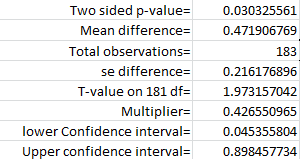 Two sided p-value= 0.030325561
Mean difference= 0.471906769
Total observations= 183
se difference= 0.216176896
T-value on 181 df= 1.973157042
Multiplier= 0.426550965
lower Confidence interval= 0.045355804
Upper Confidence interval= 0.898457734